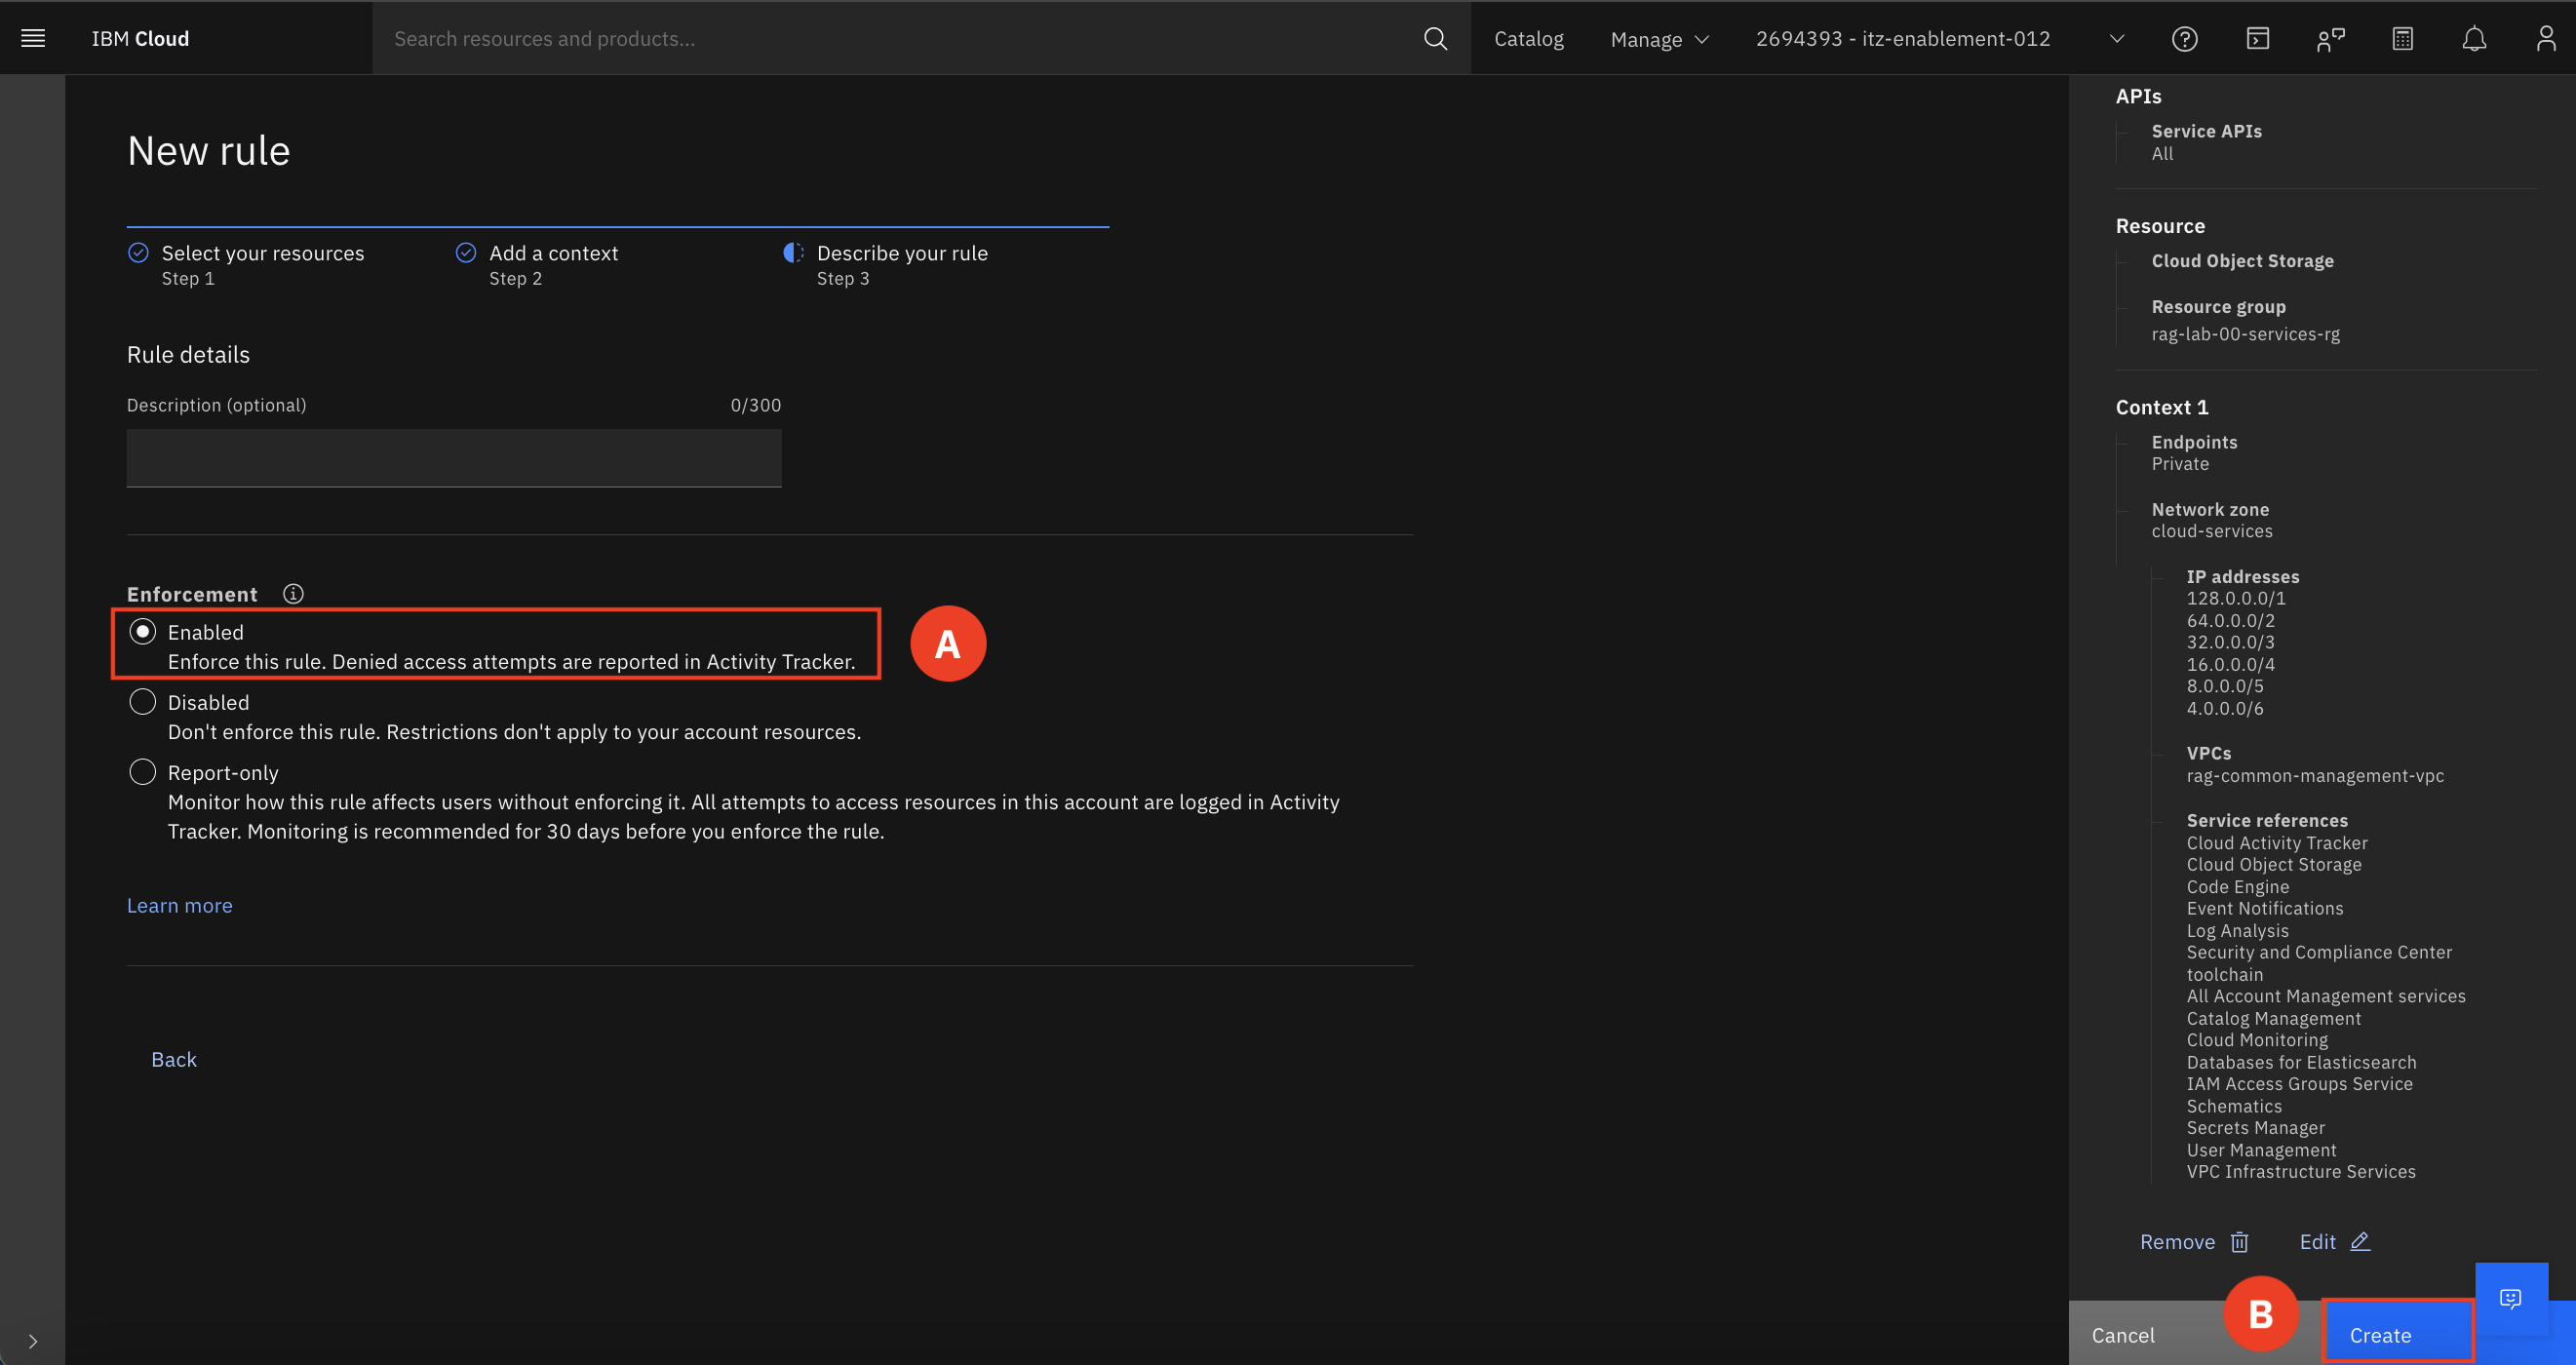 IBM Cloud
Search resources and products...
Catalog
Manage
2694393 - itz-enablement-012
New rule
Select your resources
Step 1
Add a context
Step 2
Describe your rule
Step 3
Rule details
Description (optional)
0/300
Enforcement
Enabled
Enforce this rule. Denied access attempts are reported in Activity Tracker.
A
Disabled
Don't enforce this rule. Restrictions don't apply to your account resources.
Report-only
Monitor how this rule affects users without enforcing it. All attempts to access resources in this account are logged in Activity
Tracker. Monitoring is recommended for 30 days before you enforce the rule.
Learn more
Back
APIs
Service APIs
All
Resource
Cloud Object Storage
Resource group
rag-lab-00-services-rg
Context 1
Endpoints
Private
Network zone
cloud-services
IP addresses
128.0.0.0/1
64.0.0.0/2
32.0.0.0/3
16.0.0.0/4
8.0.0.0/5
4.0.0.0/6
VPCs
rag-common-management-vpc
Service references
Cloud Activity Tracker
Cloud Object Storage
Code Engine
Event Notifications
Log Analysis
Security and Compliance Center
toolchain
All Account Management services
Catalog Management
Cloud Monitoring
Databases for Elasticsearch
IAM Access Groups Service
Schematics
Secrets Manager
User Management
VPC Infrastructure Services
Remove
Edit
Cancel
B
Create